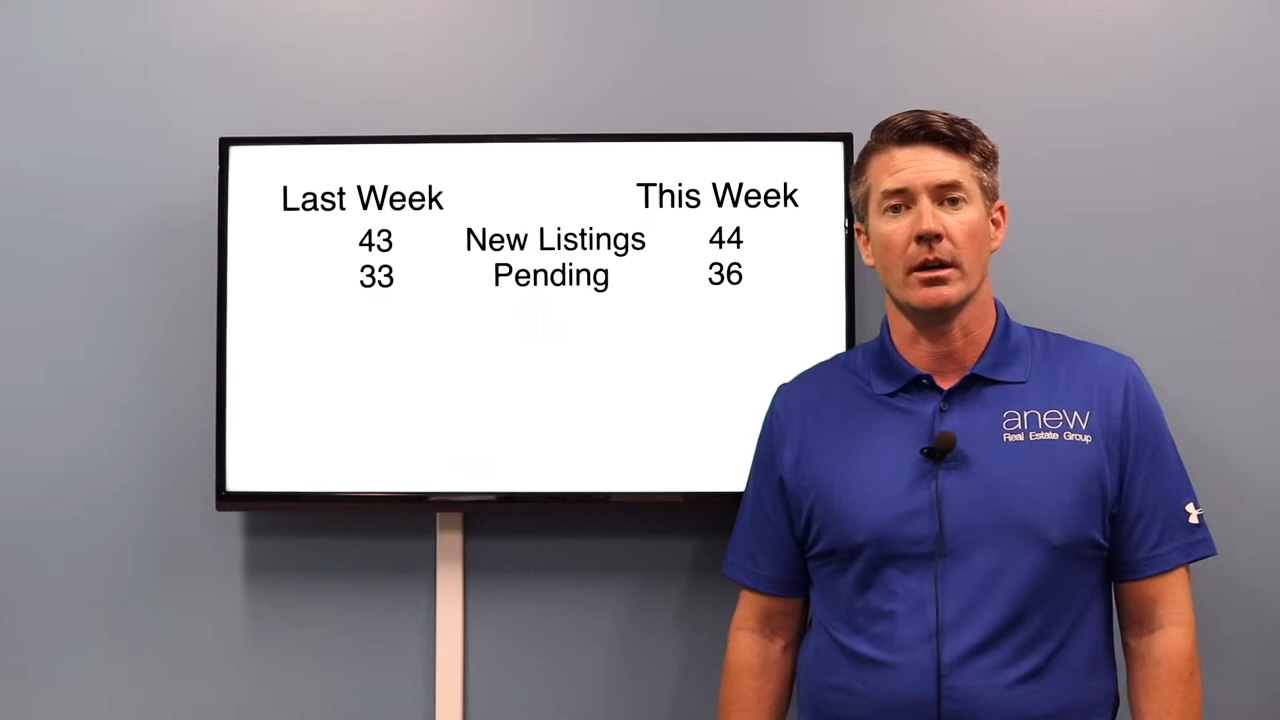 Last Week This Week
43 New Listings 44
33 Pending 36
anew
Real Estate Group